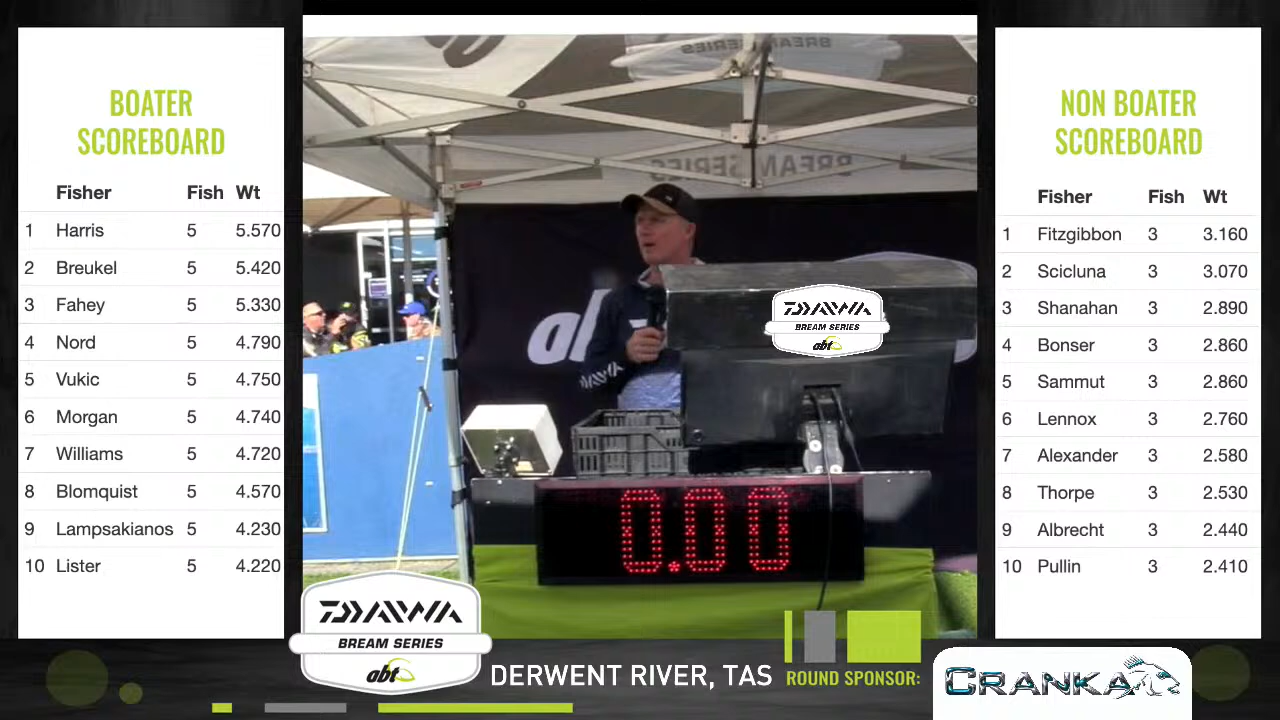 BOATER
SCOREBOARD
Fisher Fish Wt
1 Harris 5 5.570
2 Breukel 5 5.420
3 Fahey 5 5.330
4 Nord 5 4.790
5 Vukic 5 4.750
6 Morgan 5 4.740
7 Williams 5 4.720
8 Blomquist 5 4.570
9 Lampsakianos 5 4.230
10 Lister 5 4.220
BREAM SERIES
BREAM SERIES
DAIWA
BREAM SERIES
abt
DAIWA
0.00
NON BOATER
SCOREBOARD
Fisher Fish Wt
1 Fitzgibbon 3 3.160
2 Scicluna 3 3.070
3 Shanahan 3 2.890
4 Bonser 3 2.860
5 Sammut 3 2.860
6 Lennox 3 2.760
7 Alexander 3 2.580
8 Thorpe 3 2.530
9 Albrecht 3 2.440
10 Pullin 3 2.410
DAIWA
BREAM SERIES
abt
DERWENT RIVER, TAS
ROUND SPONSOR:
CRANKA